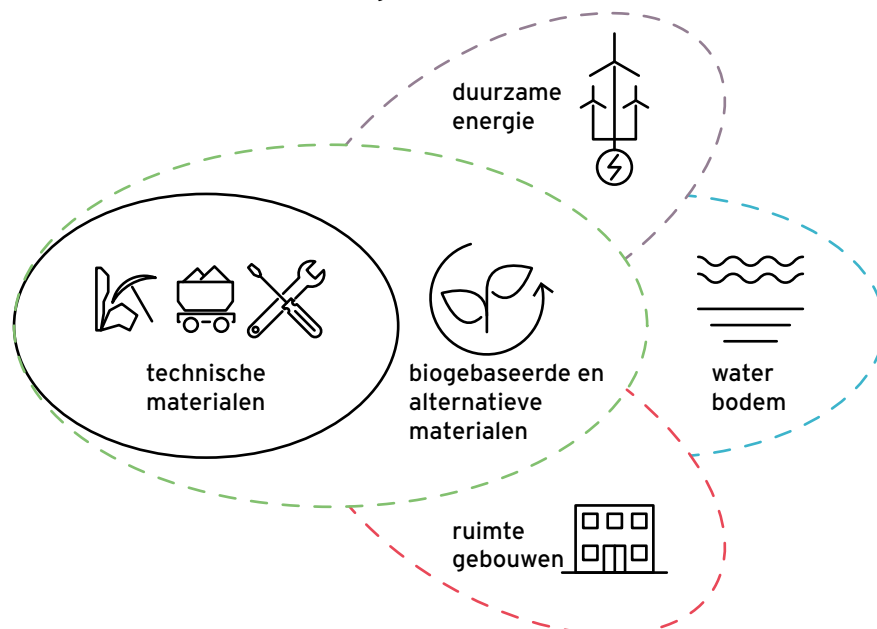 duurzame
energie
technische
materialen
biogebaseerde en
alternatieve
materialen
water
bodem
ruimte
gebouwen